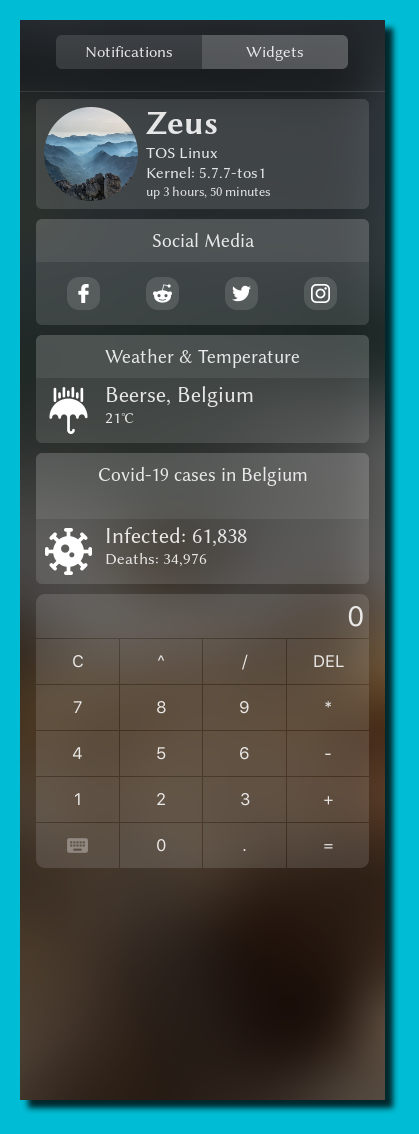 Notifications Widgets
Zeus
TOS Linux
Kernel: 5.7.7-tos1
up 3 hours, 50 minutes
Social Media
Weather & Temperature
Beerse, Belgium
21°C
Covid-19 cases in Belgium
Infected: 61,838
Deaths: 34,976
0
C ^ / DEL
7 8 9 *
4 5 6 -
1 2 3 +
0 . =